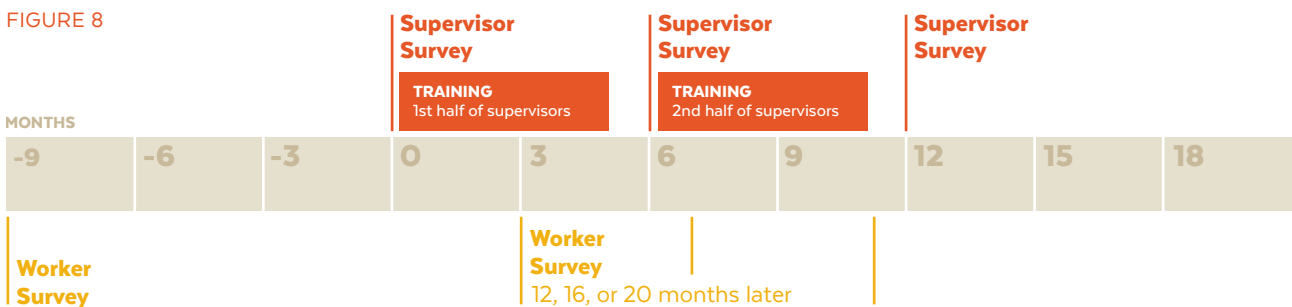 FIGURE 8
Supervisor
Survey
Supervisor
Survey
Supervisor
Survey
TRAINING
1st half of supervisors
TRAINING
2nd half of supervisors
MONTHS
-9 -6 -3 0 3 6 9 12 15 18
Worker
Survey
Worker
Survey
12, 16, or 20 months later